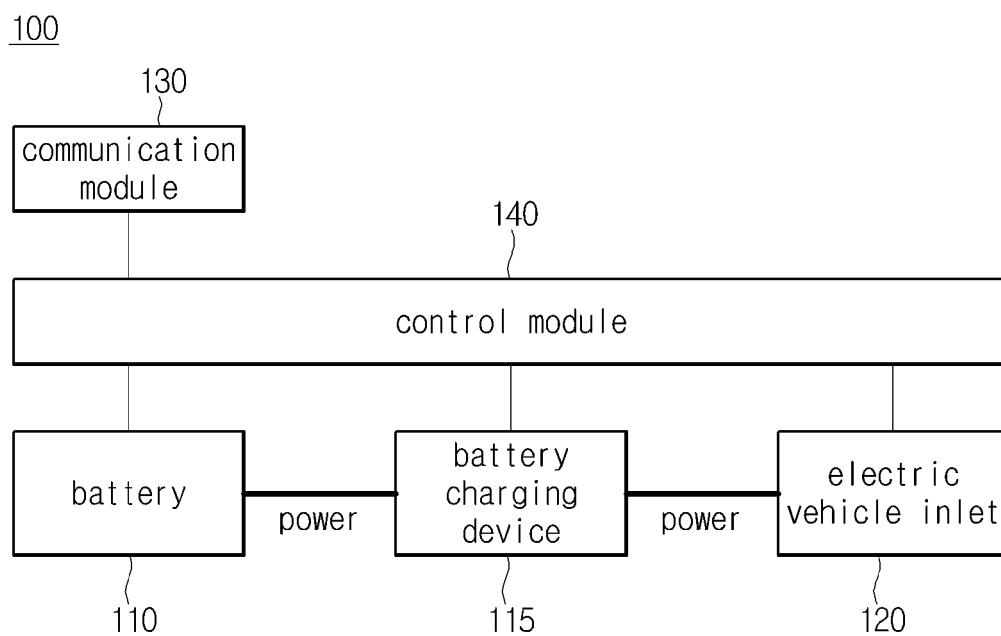 100
130
communication
module
140
control module
battery
power
battery
charging
device
power
electric
vehicle inlet
110
115
120